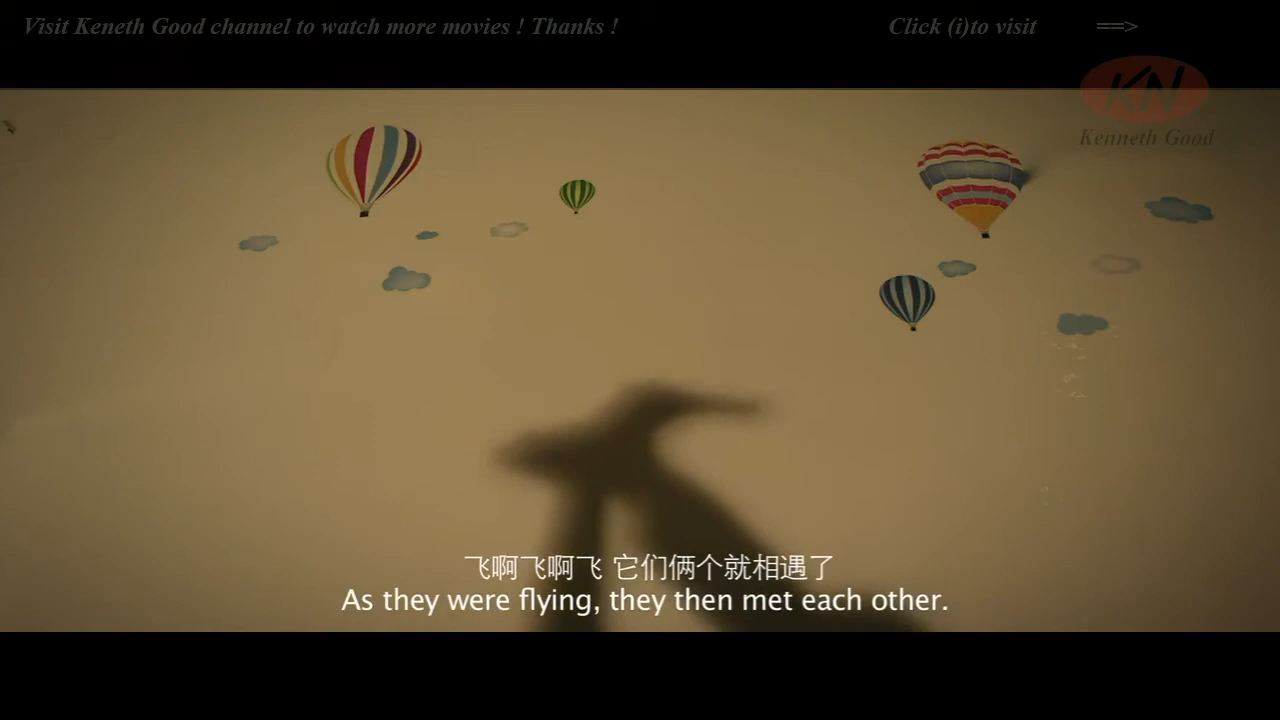 Visit Keneth Good channel to watch more movies ! Thanks !
Click (i)to visit ==>
KN
Kenneth Good
飞啊飞啊飞 它们俩个就相遇了
As they were flying, they then met each other.